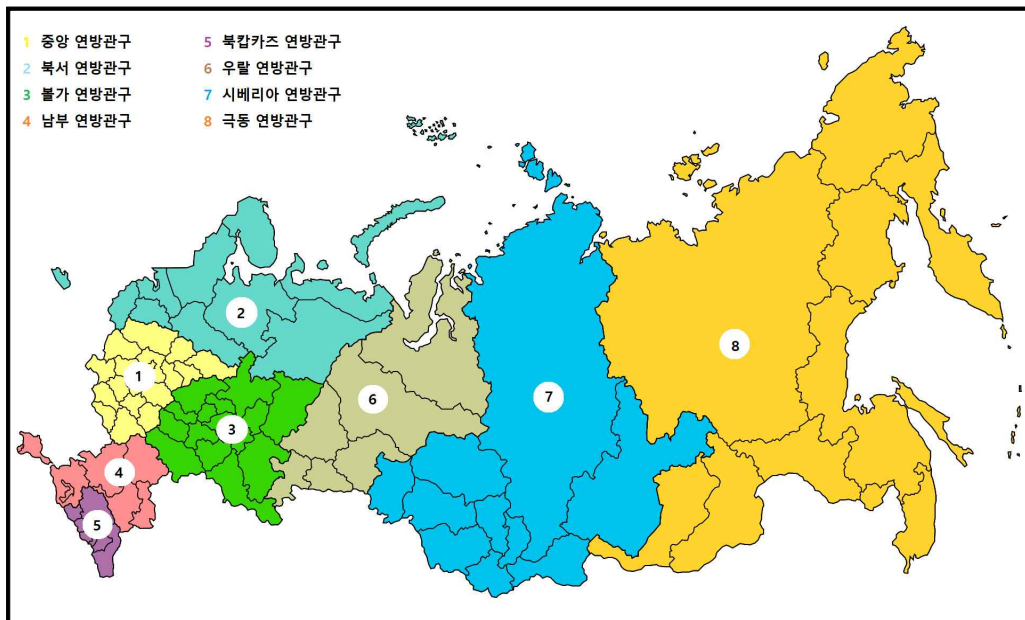 1 중앙 연방관구
2 북서 연방관구
3 볼가 연방관구
4 남부 연방관구
5 북캅카즈 연방관구
6 우랄 연방관구
7 시베리아 연방관구
8 극동 연방관구
2
1
3
4
5
6
7
8